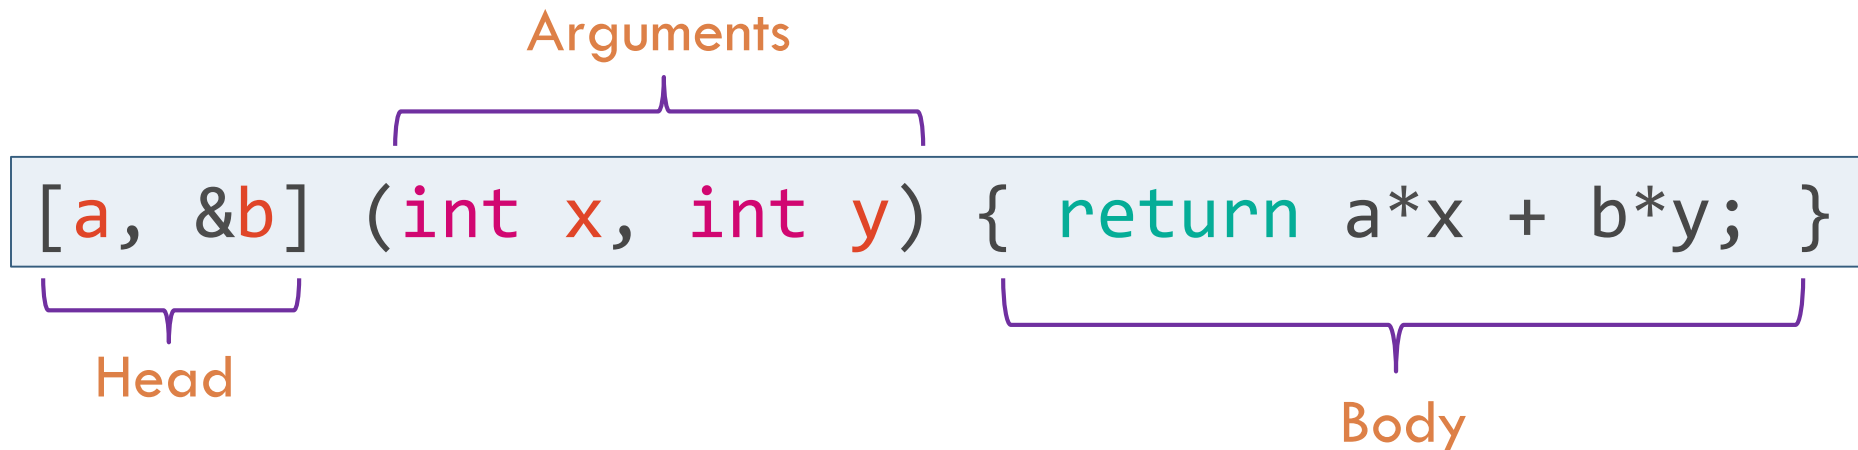 Arguments
[a, &b] (int x, int y) { return a*x + b*y; }
Head
Body